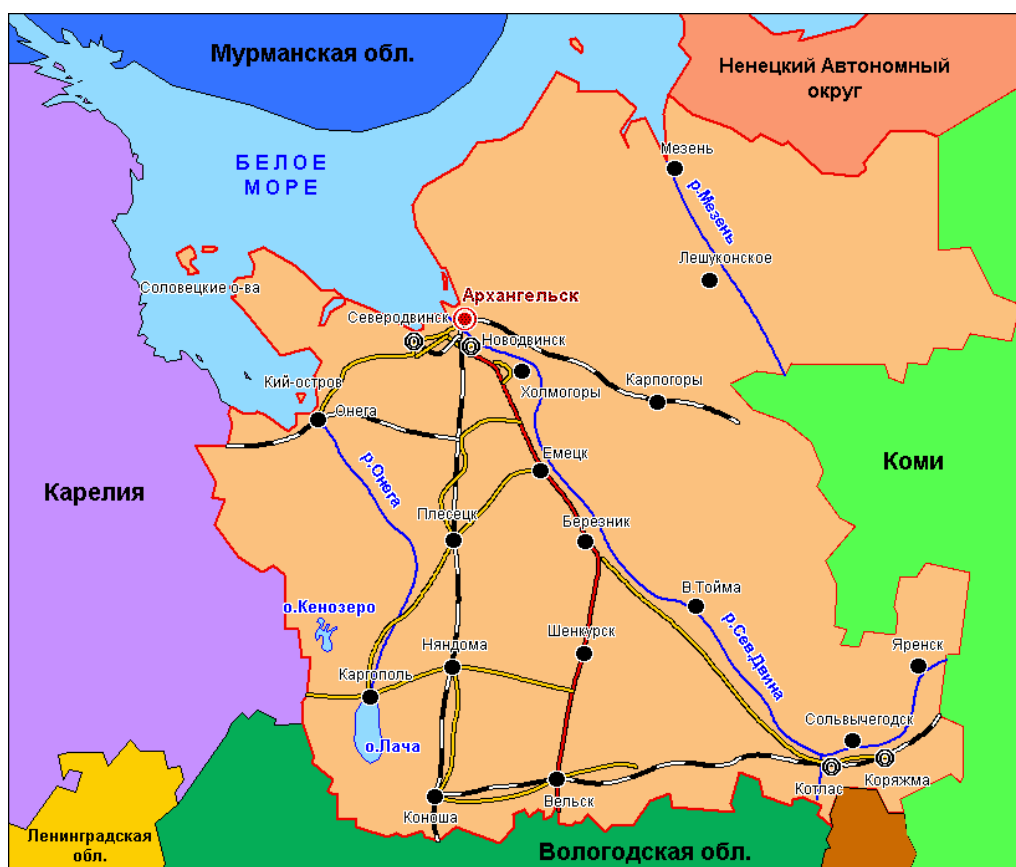 Мурманская обл.
Ненецкий Автономный
округ
БЕЛОЕ
МОРЕ
Мезень
р.Мезень
Лешуконское
Соловецкие о-ва
Архангельск
Северодвинск
Новодвинск
Холмогоры
Карпогоры
Кий-остров
Онега
р.Онега
Емецк
Коми
Карелия
Плесецк
Березник
о.Кенозеро
В.Тойма
р.Сев.Двина
Няндома
Шенкурск
Яренск
Каргополь
о.Лача
Сольвычегодск
Котлас
Коряжма
Коноша
Вельск
Ленинградская
обл.
Вологодская обл.